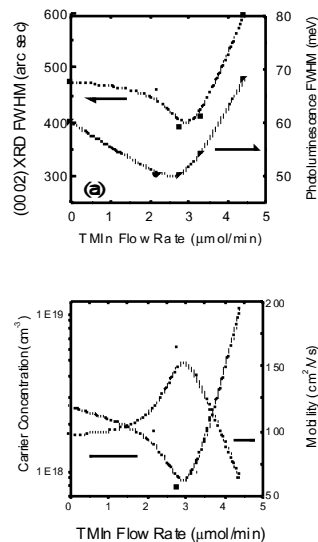 600
500
400
300
80
70
60
50
(0002) XRD FWHM (arc sec)
Photoluminescence FWHM (meV)
(a)
0 1 2 3 4 5
TMIn Flow Rate (μmol/min)
1E19
1E18
200
150
100
50
Carrier Concentration(cm-3)
Mobility (cm2/V s)
0 1 2 3 4 5
TMIn Flow Rate (μmol/min)